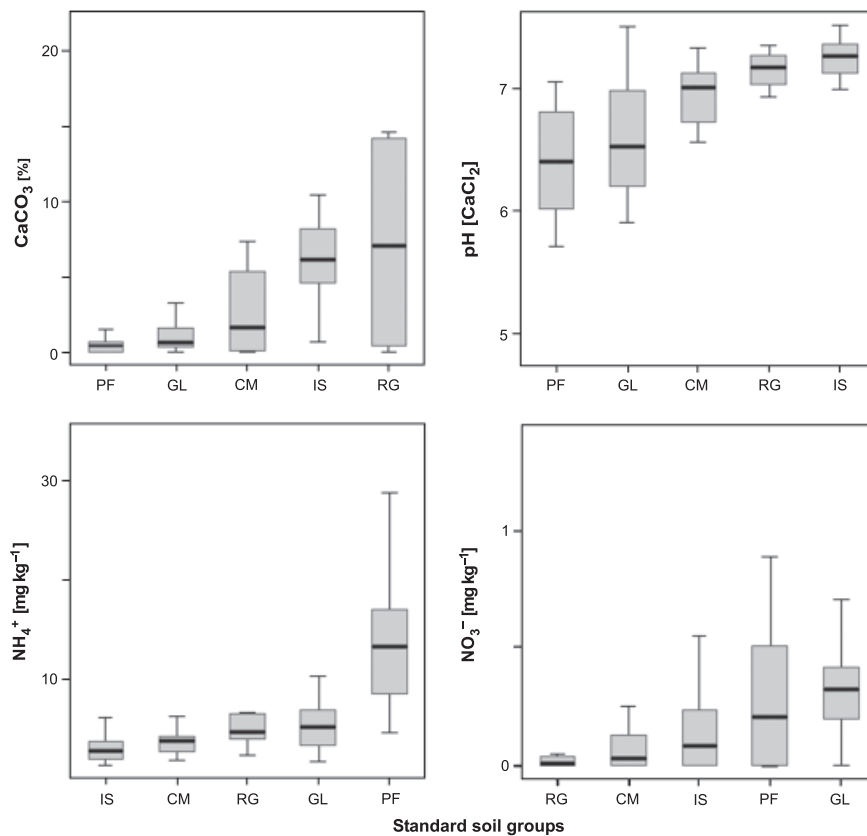 20
10
0
CaCO₃ [%]
PF GL CM IS RG
7
6
5
pH [CaCl₂]
PF GL CM RG IS
30
10
NH₄⁺ [mg kg⁻¹]
IS CM RG GL PF
1
0
NO₃⁻ [mg kg⁻¹]
RG CM IS PF GL
Standard soil groups